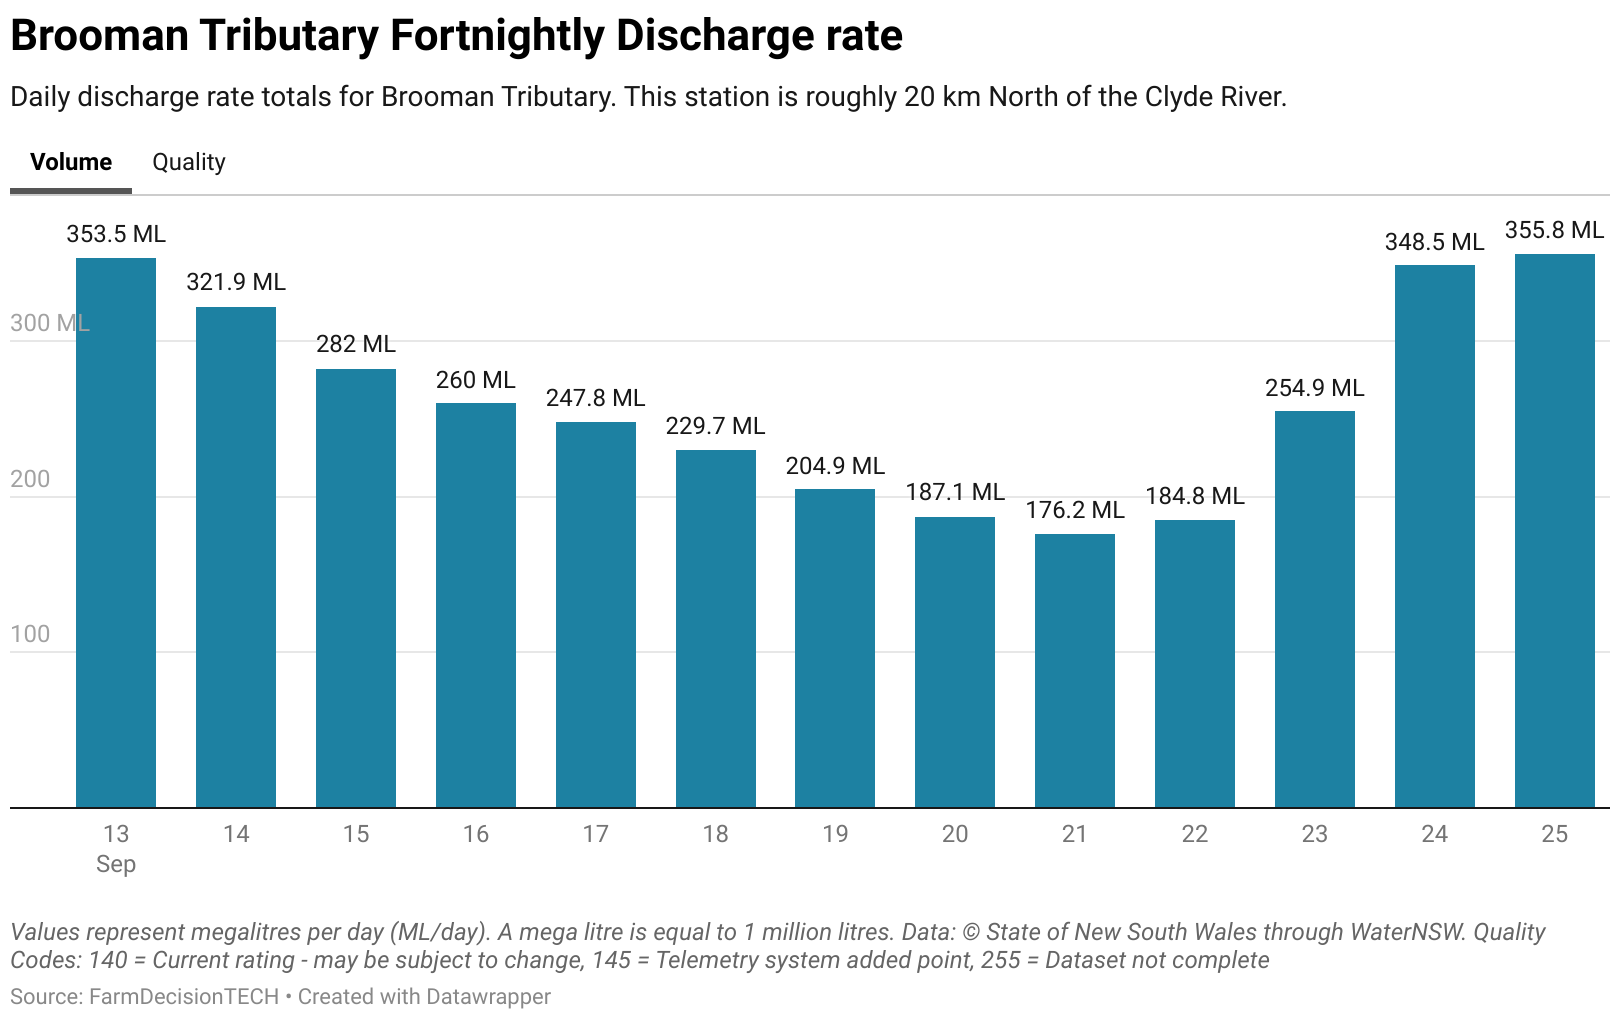 Brooman Tributary Fortnightly Discharge rate
Daily discharge rate totals for Brooman Tributary. This station is roughly 20 km North of the Clyde River.
Volume Quality
353.5 ML
321.9 ML
282 ML
260 ML
247.8 ML
229.7 ML
204.9 ML
187.1 ML
176.2 ML
184.8 ML
254.9 ML
348.5 ML
355.8 ML
300 ML
200
100
13 14 15 16 17 18 19 20 21 22 23 24 25
Sep
Values represent megalitres per day (ML/day). A mega litre is equal to 1 million litres. Data: © State of New South Wales through WaterNSW. Quality
Codes: 140 = Current rating - may be subject to change, 145 = Telemetry system added point, 255 = Dataset not complete
Source: FarmDecisionTECH • Created with Datawrapper